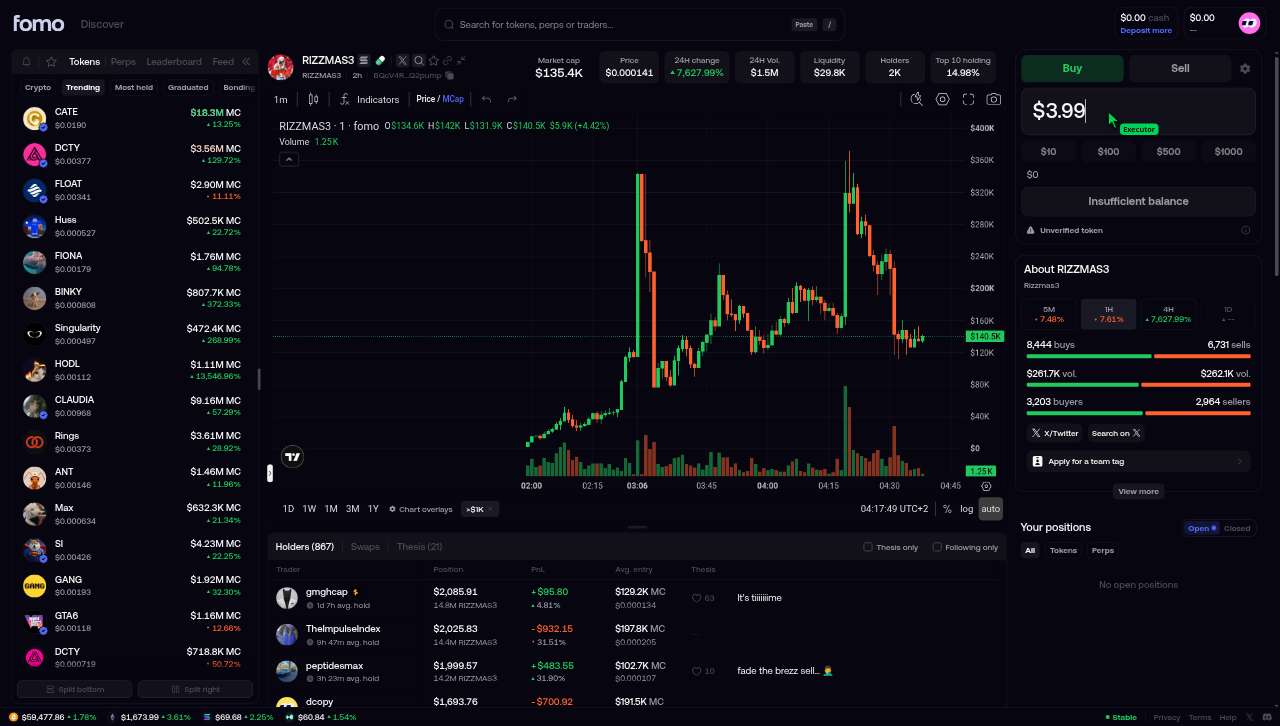 fomo Discover
Search for tokens, perps or traders... Paste /
$0.00 cash
Deposit more
$0.00
—
Tokens Perps Leaderboard Feed
Crypto Trending Most held Graduated Bonding
CATE $18.3M MC
$0.0190 13.25%
DCTY $3.56M MC
$0.00377 129.72%
FLOAT $2.90M MC
$0.00341 11.11%
Huss $502.5K MC
$0.000527 22.72%
FIONA $1.76M MC
$0.00179 94.78%
BINKY $807.7K MC
$0.000808 372.33%
Singularity $472.4K MC
$0.000497 268.99%
HODL $1.11M MC
$0.00112 13,546.96%
CLAUDIA $9.16M MC
$0.00968 57.29%
Rings $3.61M MC
$0.00373 28.92%
ANT $1.46M MC
$0.00146 11.96%
Max $632.3K MC
$0.000634 21.34%
SI $4.23M MC
$0.00426 22.25%
GANG $1.92M MC
$0.00193 32.30%
GTA6 $1.16M MC
$0.00118 12.66%
DCTY $718.8K MC
$0.000719 50.72%
Split bottom Split right
RIZZMAS3
RIZZMAS3 2h 6QcV4R...Q2pump
Market cap
$135.4K
Price
$0.000141
24H change
7,627.99%
24H Vol.
$1.5M
Liquidity
$29.8K
Holders
2K
Top 10 holding
14.98%
1m Indicators Price / MCap
RIZZMAS3 · 1 · fomo O$134.6K H$142K L$131.9K C$140.5K $5.9K (+4.42%)
Volume 1.25K
$400K
$360K
$320K
$280K
$240K
$200K
$160K
$140.5K
$120K
$80K
$40K
$0
1.25K
02:00 02:15 03:06 03:45 04:00 04:15 04:30 04:45
1D 1W 1M 3M 1Y Chart overlays >$1K 04:17:49 UTC+2 % log auto
Holders (867) Swaps Thesis (21) Thesis only Following only
Trader Position PnL Avg. entry Thesis
gmghcap $2,085.91 +$95.80 $129.2K MC 63 It's tiiiiiiime
1d 7h avg. hold 14.8M RIZZMAS3 4.81% $0.000134
TheImpulseIndex $2,025.83 -$932.15 $197.8K MC
9h 47m avg. hold 14.4M RIZZMAS3 31.51% $0.000205
peptidesmax $1,999.57 +$483.55 $102.7K MC 10 fade the brezz sell...
3h 23m avg. hold 14.2M RIZZMAS3 31.90% $0.000107
dcopy $1,693.76 -$700.92 $191.5K MC
Buy Sell
$3.99
Executor
$10 $100 $500 $1000
$0
Insufficient balance
Unverified token
About RIZZMAS3
Rizzmas3
5M 1H 4H 1D
7.48% 7.61% 7,627.99% --
8,444 buys 6,731 sells
$261.7K vol. $262.1K vol.
3,203 buyers 2,964 sellers
X/Twitter Search on X
Apply for a team tag
View more
Your positions Open Closed
All Tokens Perps
No open positions
$59,477.86 1.78% $1,673.99 3.61% $69.68 2.25% $60.84 1.54%
Stable Privacy Terms Help